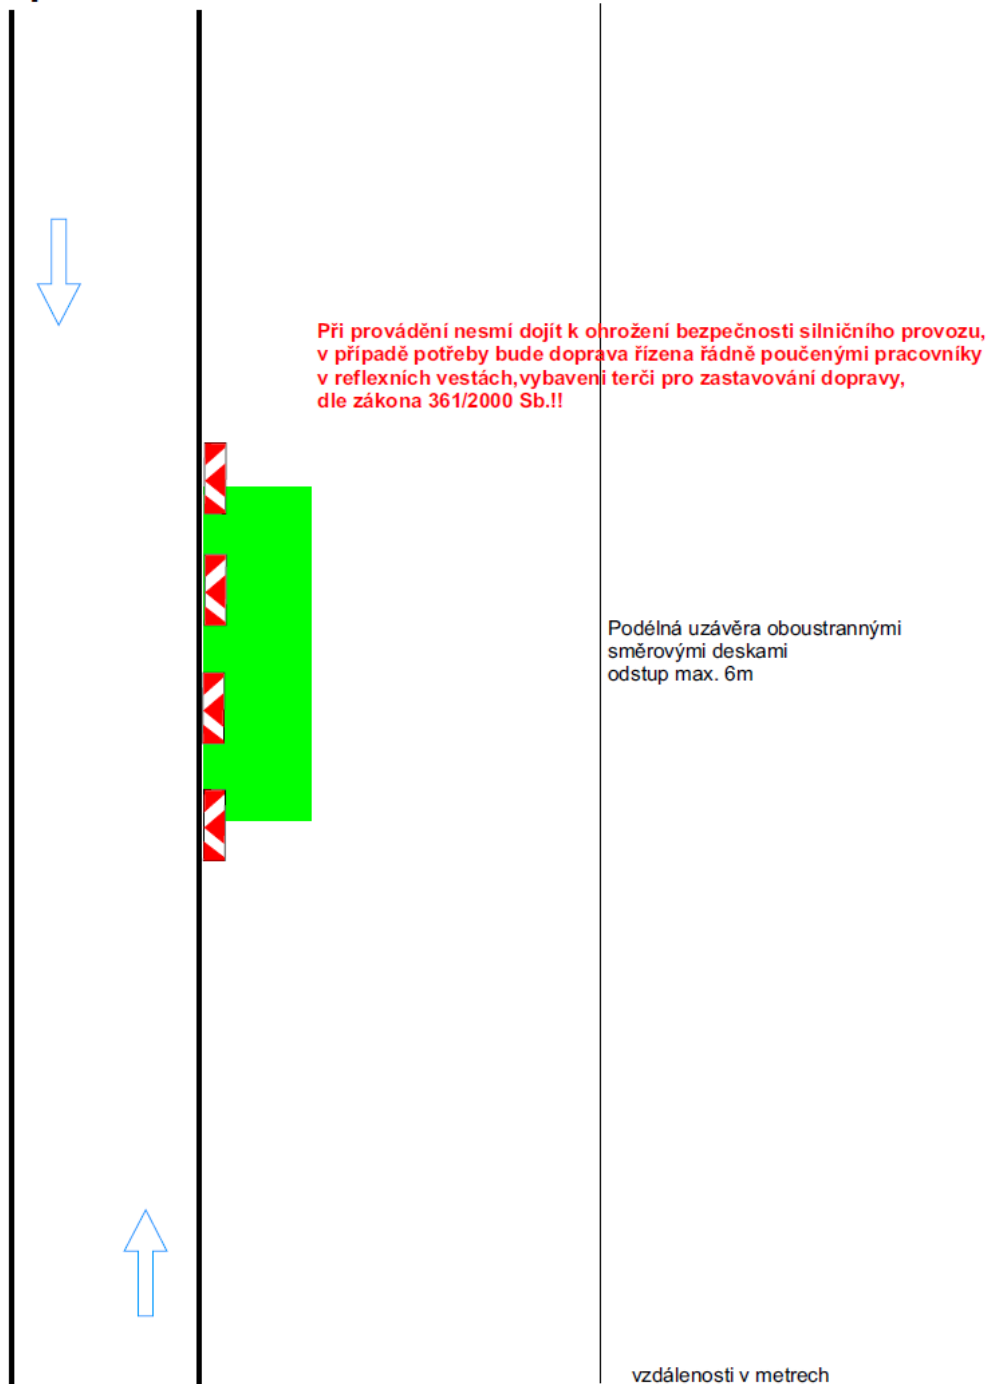 Při provádění nesmí dojít k ohrožení bezpečnosti silničního provozu,
v případě potřeby bude doprava řízena řádně poučenými pracovníky
v reflexních vestách,vybaveni terči pro zastavování dopravy,
dle zákona 361/2000 Sb.!!
Podélná uzávěra oboustrannými
směrovými deskami
odstup max. 6m
vzdálenosti v metrech